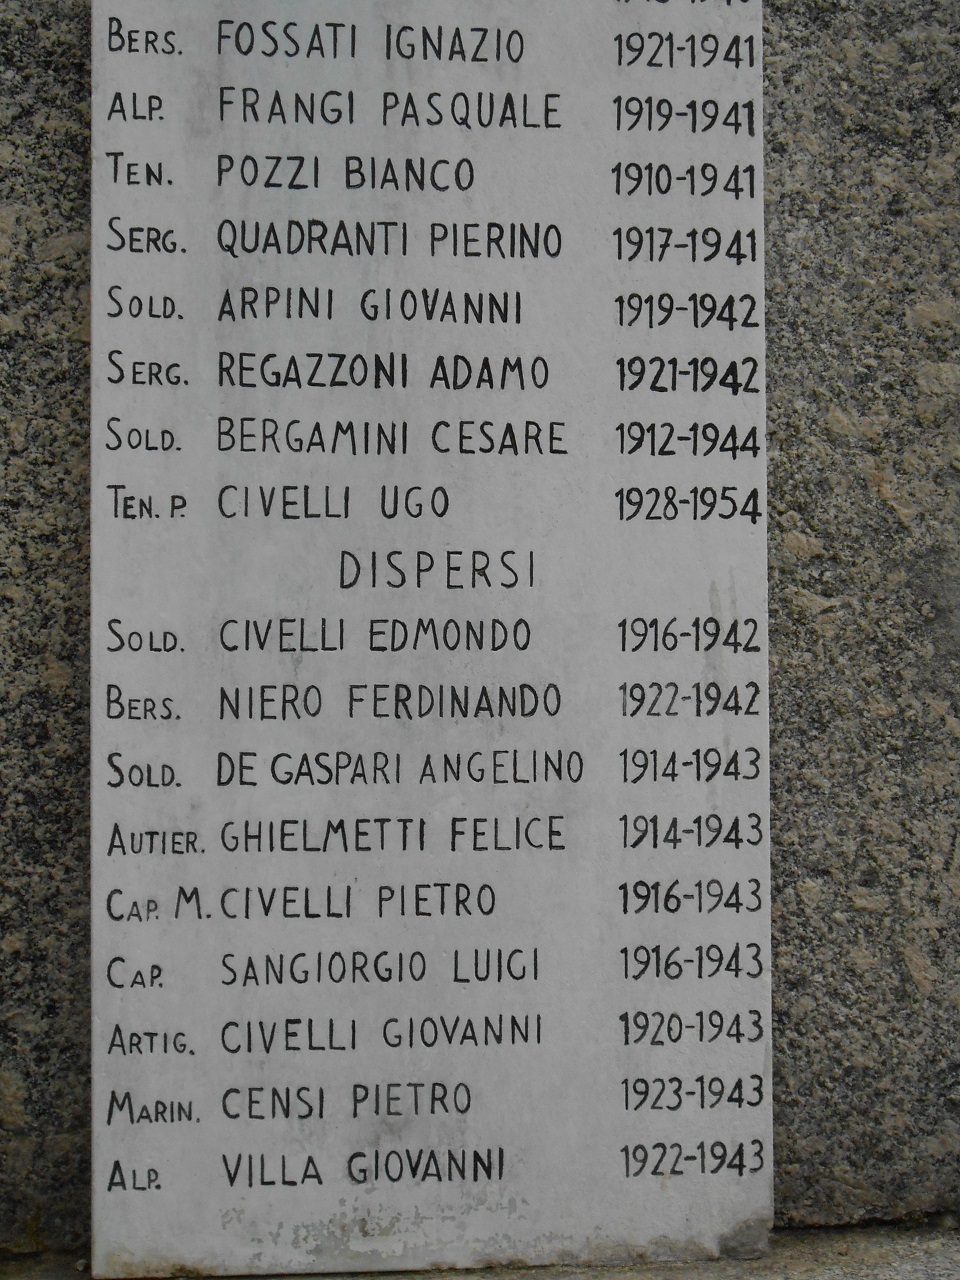 BERS. FOSSATI IGNAZIO 1921-1941
ALP. FRANGI PASQUALE 1919-1941
TEN. POZZI BIANCO 1910-1941
SERG. QUADRANTI PIERINO 1917-1941
SOLD. ARPINI GIOVANNI 1919-1942
SERG. REGAZZONI ADAMO 1921-1942
SOLD. BERGAMINI CESARE 1912-1944
TEN. P. CIVELLI UGO 1928-1954
DISPERSI
SOLD. CIVELLI EDMONDO 1916-1942
BERS. NIERO FERDINANDO 1922-1942
SOLD. DE GASPARI ANGELINO 1914-1943
AUTIER. GHIELMETTI FELICE 1914-1943
CAP. M. CIVELLI PIETRO 1916-1943
CAP. SANGIORGIO LUIGI 1916-1943
ARTIG. CIVELLI GIOVANNI 1920-1943
MARIN. CENSI PIETRO 1923-1943
ALP. VILLA GIOVANNI 1922-1943